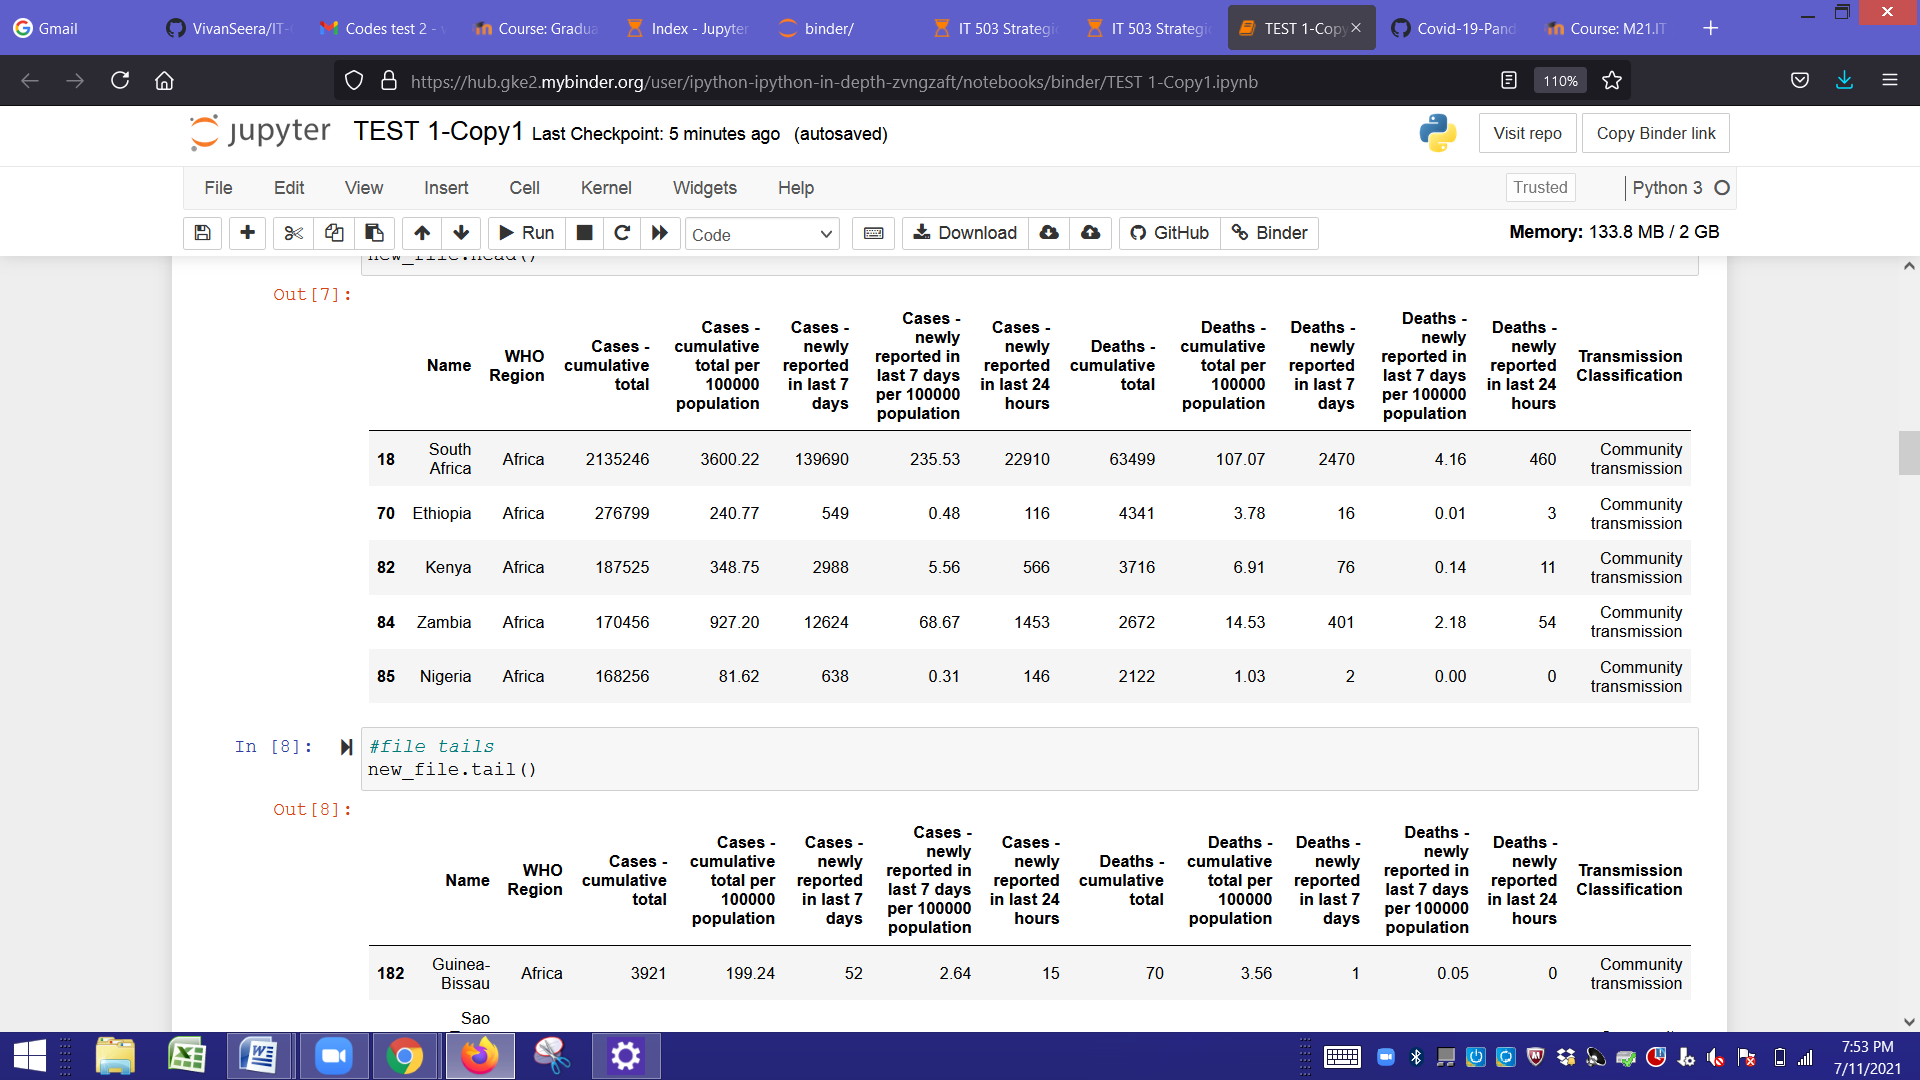 Gmail
VivanSeera/IT-
Codes test 2 -
Course: Gradua
Index - Jupyter
binder/
IT 503 Strategi
IT 503 Strategi
TEST 1-Copy
Covid-19-Pand
Course: M21.IT
https://hub.gke2.mybinder.org/user/ipython-ipython-in-depth-zvngzaft/notebooks/binder/TEST 1-Copy1.ipynb
110%
jupyter TEST 1-Copy1 Last Checkpoint: 5 minutes ago (autosaved)
Visit repo
Copy Binder link
File Edit View Insert Cell Kernel Widgets Help
Trusted
Python 3
Run
Code
Download
GitHub
Binder
Memory: 133.8 MB / 2 GB
new_file.head()
Out[7]:
Name
WHO
Region
Cases -
cumulative
total
Cases -
cumulative
total per
100000
population
Cases -
newly
reported
in last 7
days
Cases -
newly
reported in
last 7 days
per 100000
population
Cases -
newly
reported
in last 24
hours
Deaths -
cumulative
total
Deaths -
cumulative
total per
100000
population
Deaths -
newly
reported
in last 7
days
Deaths -
newly
reported in
last 7 days
per 100000
population
Deaths -
newly
reported
in last 24
hours
Transmission
Classification
18 South Africa Africa 2135246 3600.22 139690 235.53 22910 63499 107.07 2470 4.16 460 Community transmission
70 Ethiopia Africa 276799 240.77 549 0.48 116 4341 3.78 16 0.01 3 Community transmission
82 Kenya Africa 187525 348.75 2988 5.56 566 3716 6.91 76 0.14 11 Community transmission
84 Zambia Africa 170456 927.20 12624 68.67 1453 2672 14.53 401 2.18 54 Community transmission
85 Nigeria Africa 168256 81.62 638 0.31 146 2122 1.03 2 0.00 0 Community transmission
In [8]:
#file tails
new_file.tail()
Out[8]:
Name
WHO
Region
Cases -
cumulative
total
Cases -
cumulative
total per
100000
population
Cases -
newly
reported
in last 7
days
Cases -
newly
reported in
last 7 days
per 100000
population
Cases -
newly
reported
in last 24
hours
Deaths -
cumulative
total
Deaths -
cumulative
total per
100000
population
Deaths -
newly
reported
in last 7
days
Deaths -
newly
reported in
last 7 days
per 100000
population
Deaths -
newly
reported
in last 24
hours
Transmission
Classification
182 Guinea-Bissau Africa 3921 199.24 52 2.64 15 70 3.56 1 0.05 0 Community transmission
Sao
7:53 PM
7/11/2021